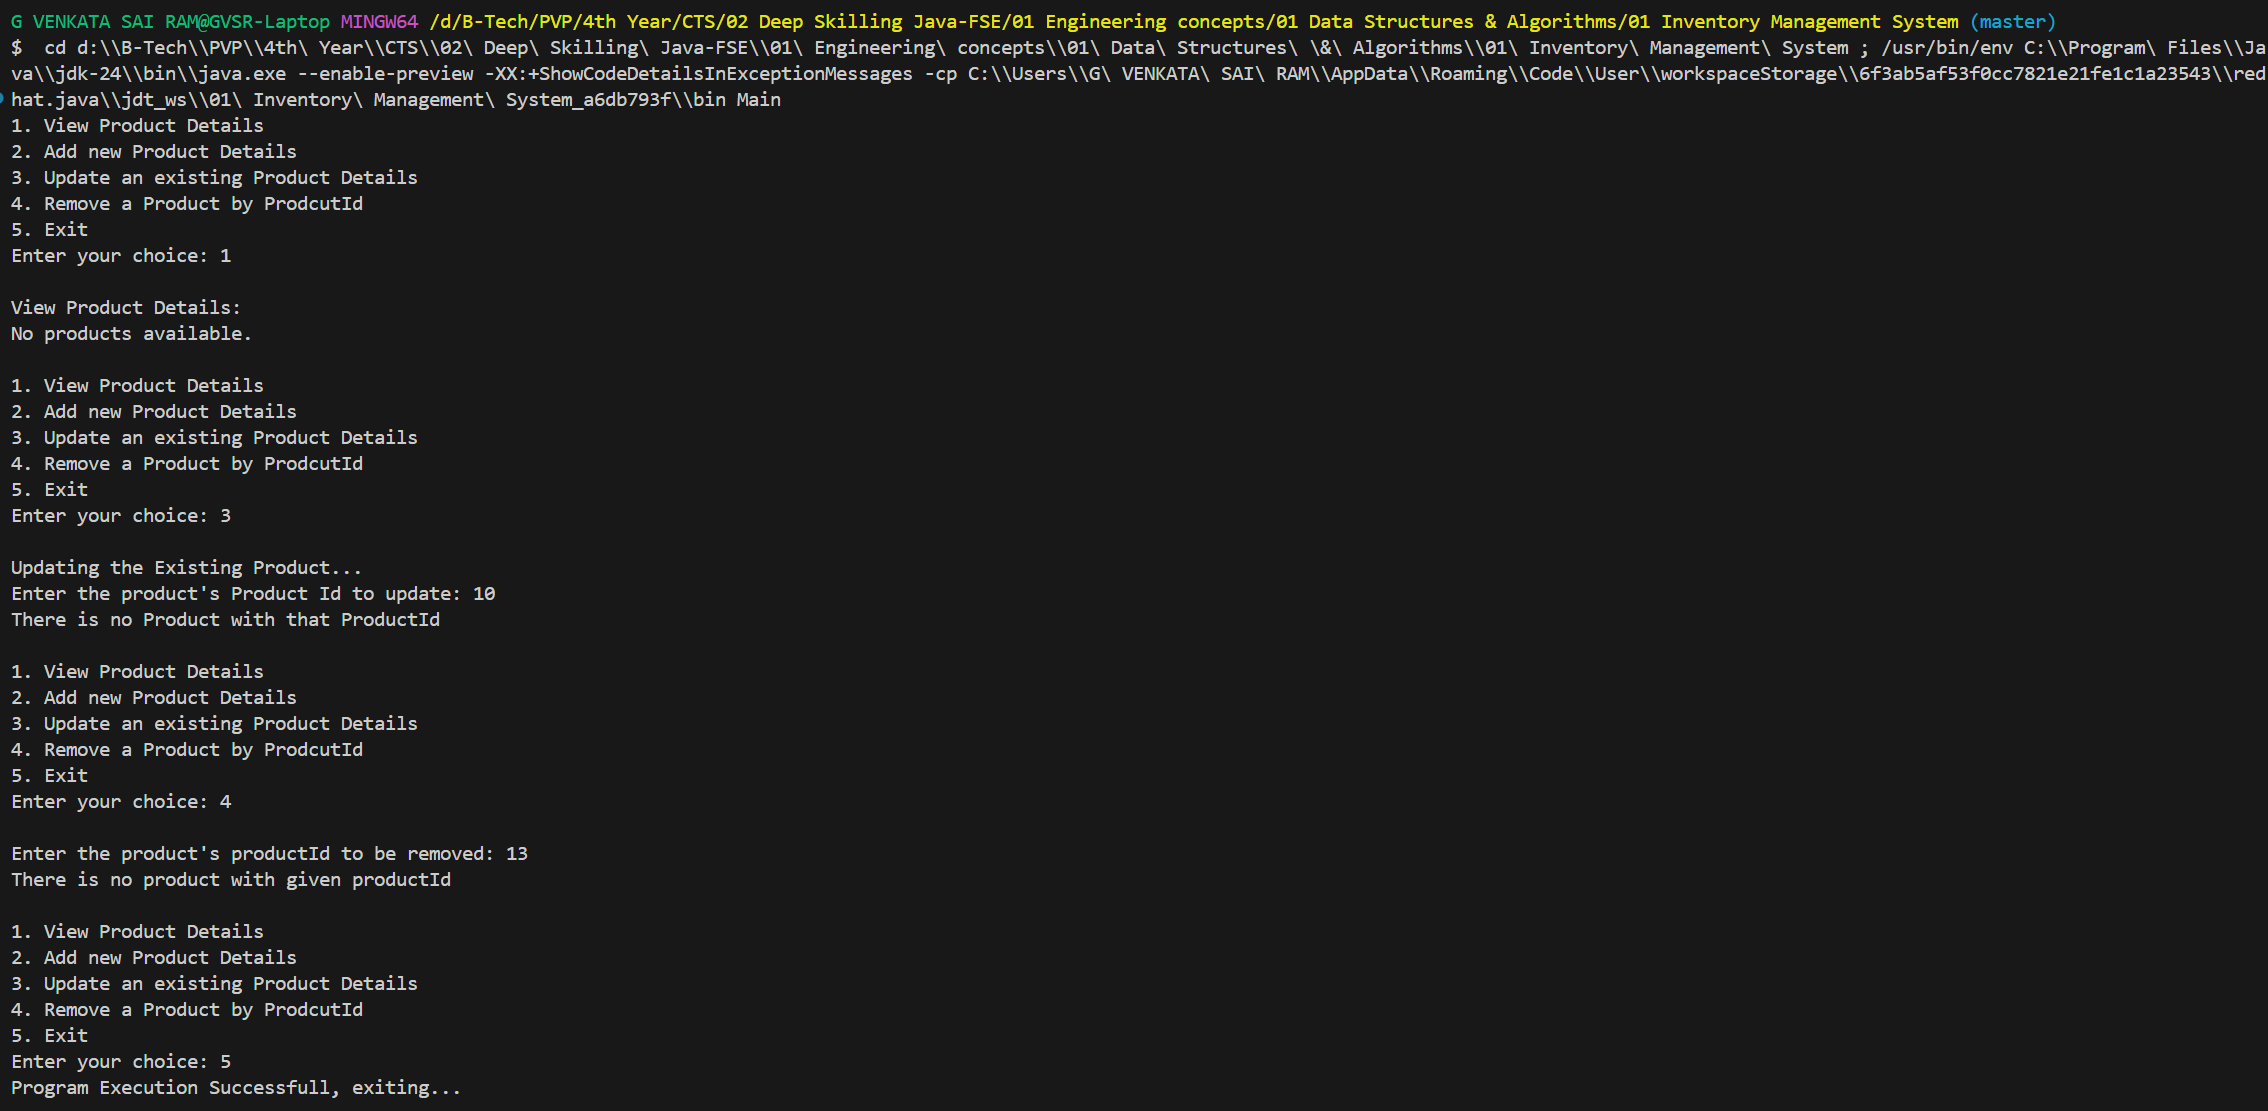 G VENKATA SAI RAM@GVSR-Laptop MINGW64 /d/B-Tech/PVP/4th Year/CTS/02 Deep Skilling Java-FSE/01 Engineering concepts/01 Data Structures & Algorithms/01 Inventory Management System (master)
$  cd d:\\B-Tech\\PVP\\4th\ Year\\CTS\\02\ Deep\ Skilling\ Java-FSE\\01\ Engineering\ concepts\\01\ Data\ Structures\ \&\ Algorithms\\01\ Inventory\ Management\ System ; /usr/bin/env C:\\Program\ Files\\Ja
va\\jdk-24\\bin\\java.exe --enable-preview -XX:+ShowCodeDetailsInExceptionMessages -cp C:\\Users\\G\ VENKATA\ SAI\ RAM\\AppData\\Roaming\\Code\\User\\workspaceStorage\\6f3ab5af53f0cc7821e21fe1c1a23543\\red
hat.java\\jdt_ws\\01\ Inventory\ Management\ System_a6db793f\\bin Main
1. View Product Details
2. Add new Product Details
3. Update an existing Product Details
4. Remove a Product by ProdcutId
5. Exit
Enter your choice: 1
View Product Details:
No products available.
1. View Product Details
2. Add new Product Details
3. Update an existing Product Details
4. Remove a Product by ProdcutId
5. Exit
Enter your choice: 3
Updating the Existing Product...
Enter the product's Product Id to update: 10
There is no Product with that ProductId
1. View Product Details
2. Add new Product Details
3. Update an existing Product Details
4. Remove a Product by ProdcutId
5. Exit
Enter your choice: 4
Enter the product's productId to be removed: 13
There is no product with given productId
1. View Product Details
2. Add new Product Details
3. Update an existing Product Details
4. Remove a Product by ProdcutId
5. Exit
Enter your choice: 5
Program Execution Successfull, exiting...